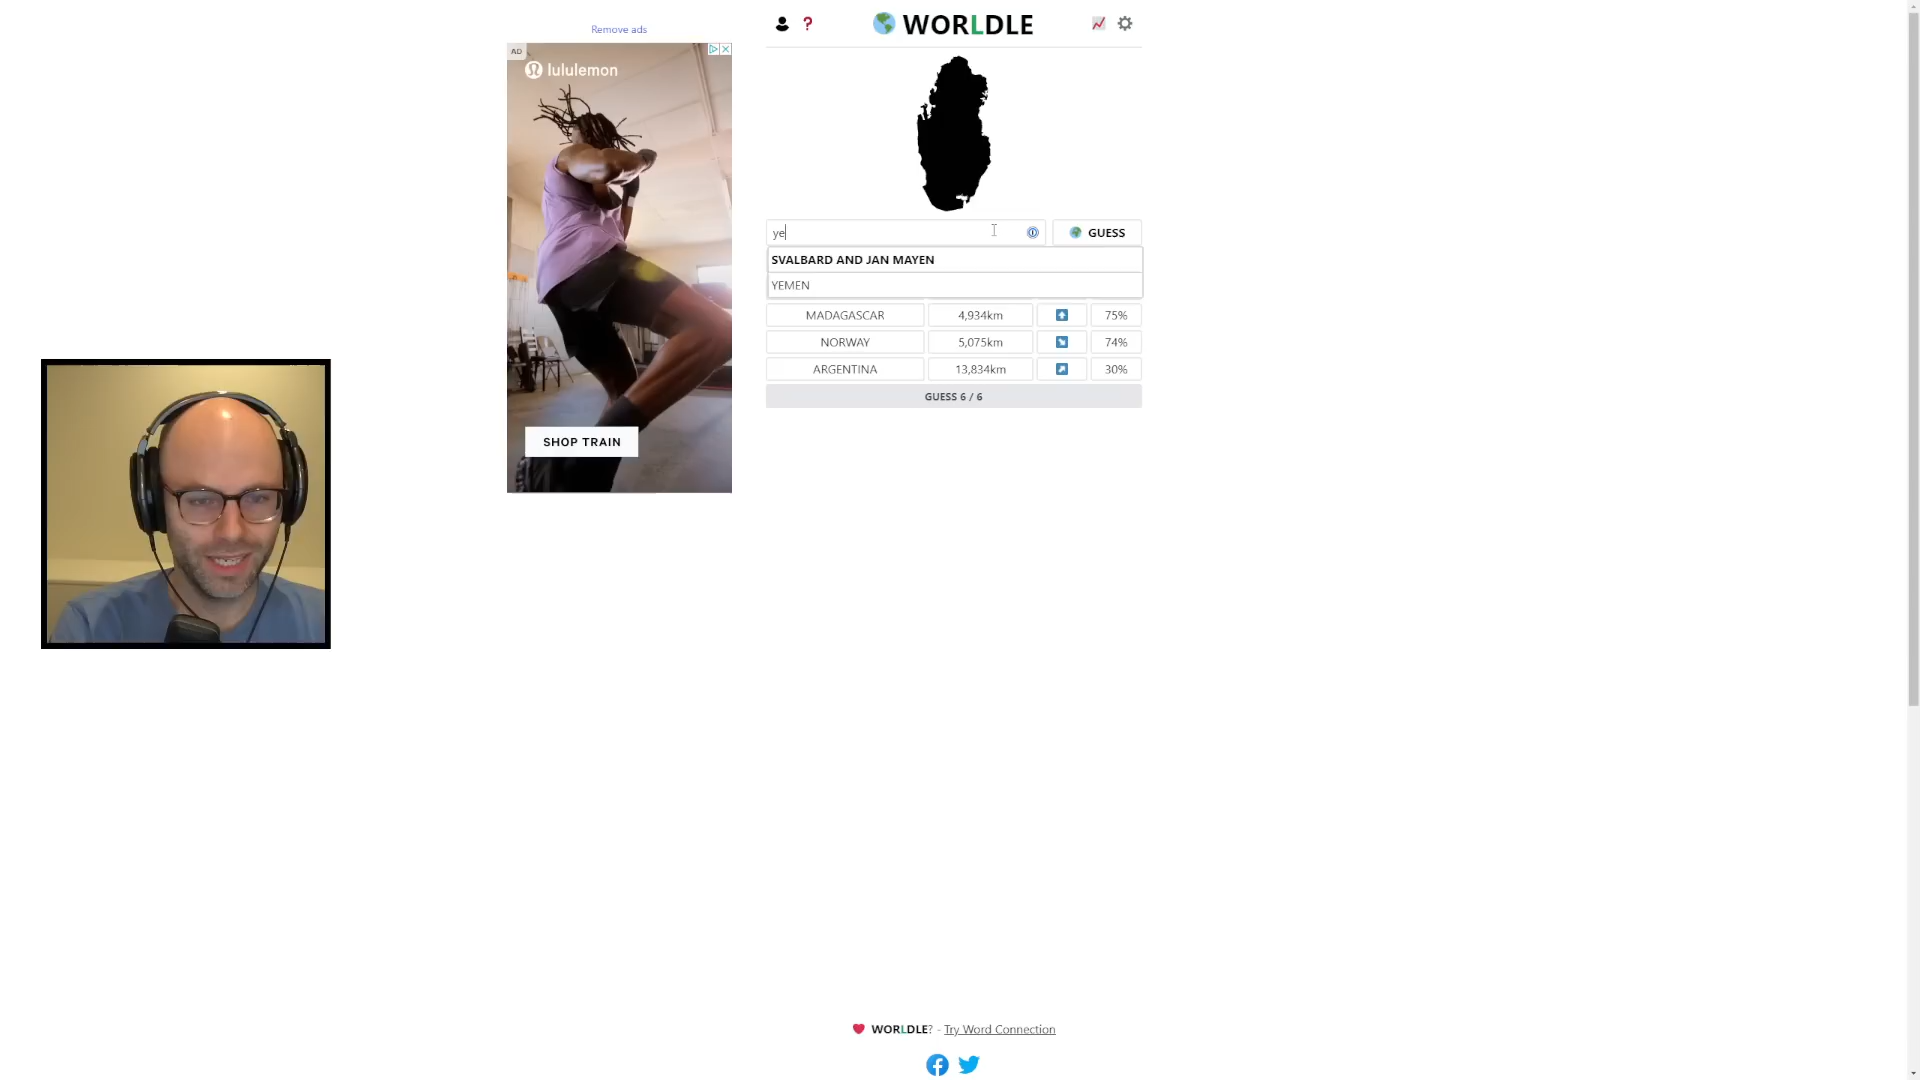 Remove ads
AD
lululemon
SHOP TRAIN
?
WORLDLE
ye
GUESS
SVALBARD AND JAN MAYEN
YEMEN
MADAGASCAR 4,934km 75%
NORWAY 5,075km 74%
ARGENTINA 13,834km 30%
GUESS 6 / 6
WORLDLE? - Try Word Connection